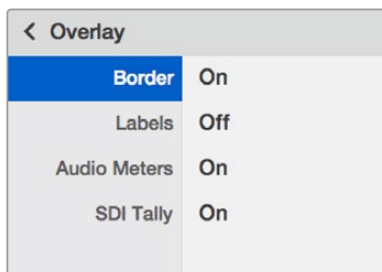 Overlay
Border On
Labels Off
Audio Meters On
SDI Tally On